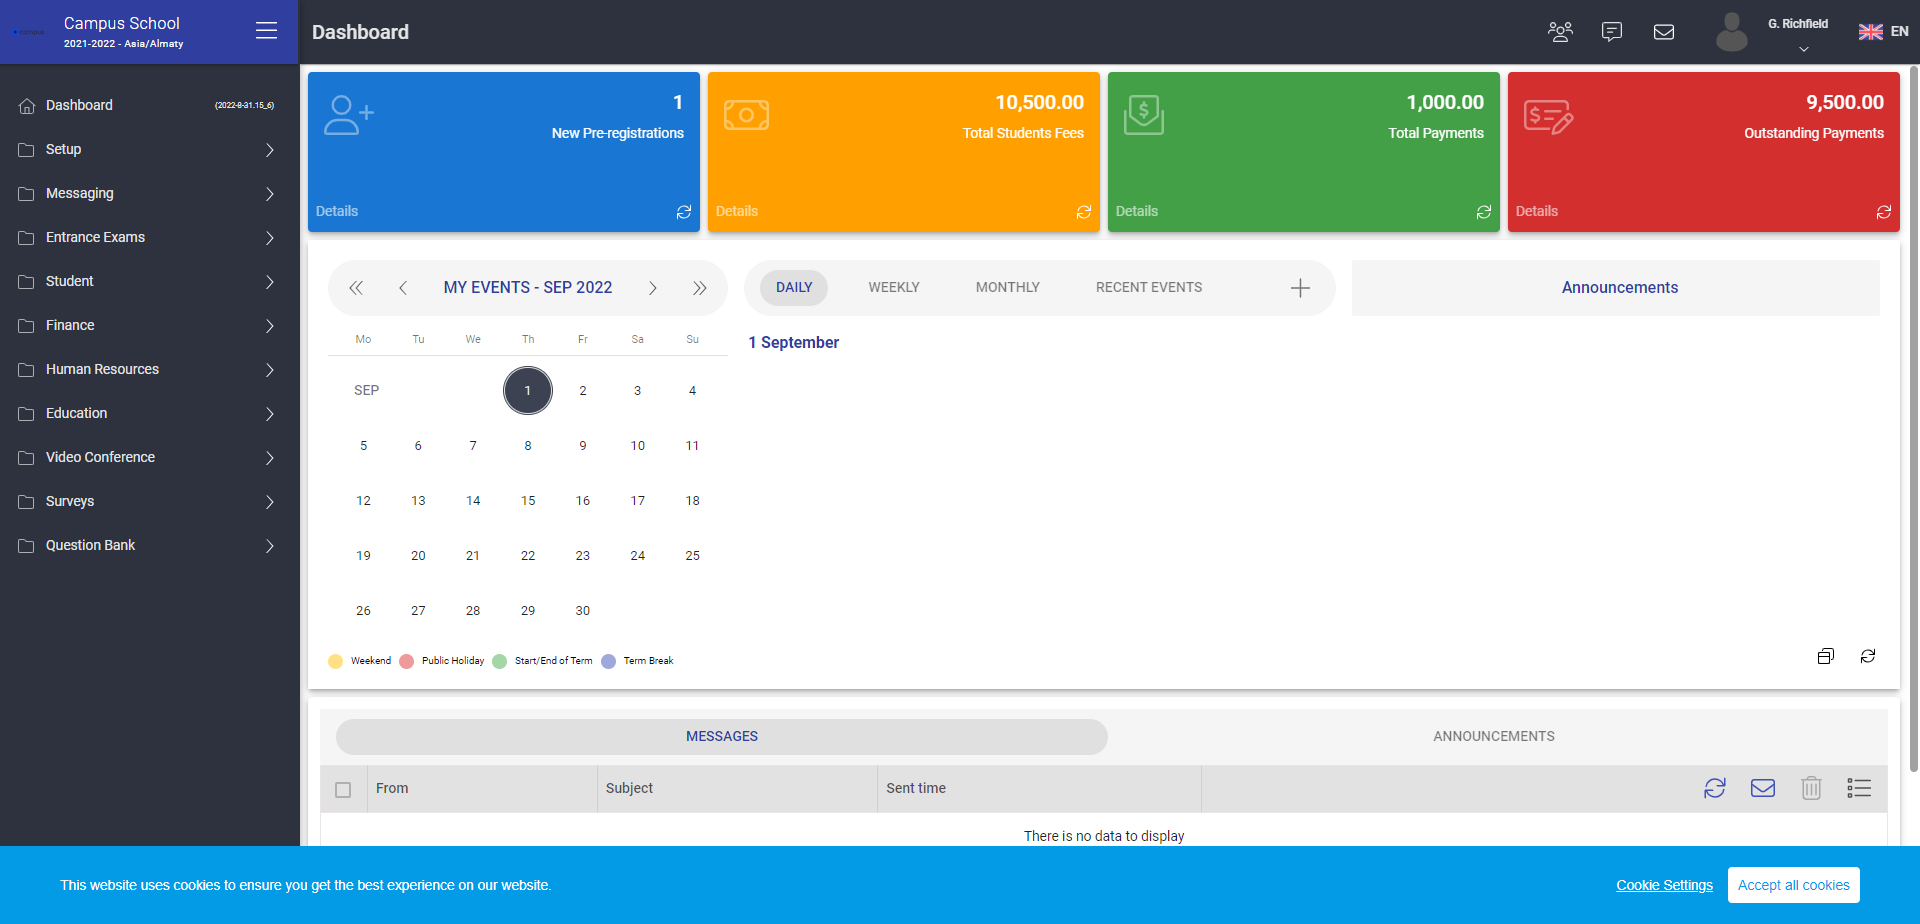 Campus School
2021-2022 - Asia/Almaty
Dashboard
G. Richfield
EN
Dashboard
(2022-8-31.15_6)
Setup
Messaging
Entrance Exams
Student
Finance
Human Resources
Education
Video Conference
Surveys
Question Bank
1
New Pre-registrations
Details
10,500.00
Total Students Fees
Details
1,000.00
Total Payments
Details
9,500.00
Outstanding Payments
Details
MY EVENTS - SEP 2022
Mo Tu We Th Fr Sa Su
SEP 1 2 3 4
5 6 7 8 9 10 11
12 13 14 15 16 17 18
19 20 21 22 23 24 25
26 27 28 29 30
Weekend Public Holiday Start/End of Term Term Break
DAILY WEEKLY MONTHLY RECENT EVENTS
1 September
Announcements
MESSAGES ANNOUNCEMENTS
From Subject Sent time
There is no data to display
This website uses cookies to ensure you get the best experience on our website.
Cookie Settings
Accept all cookies